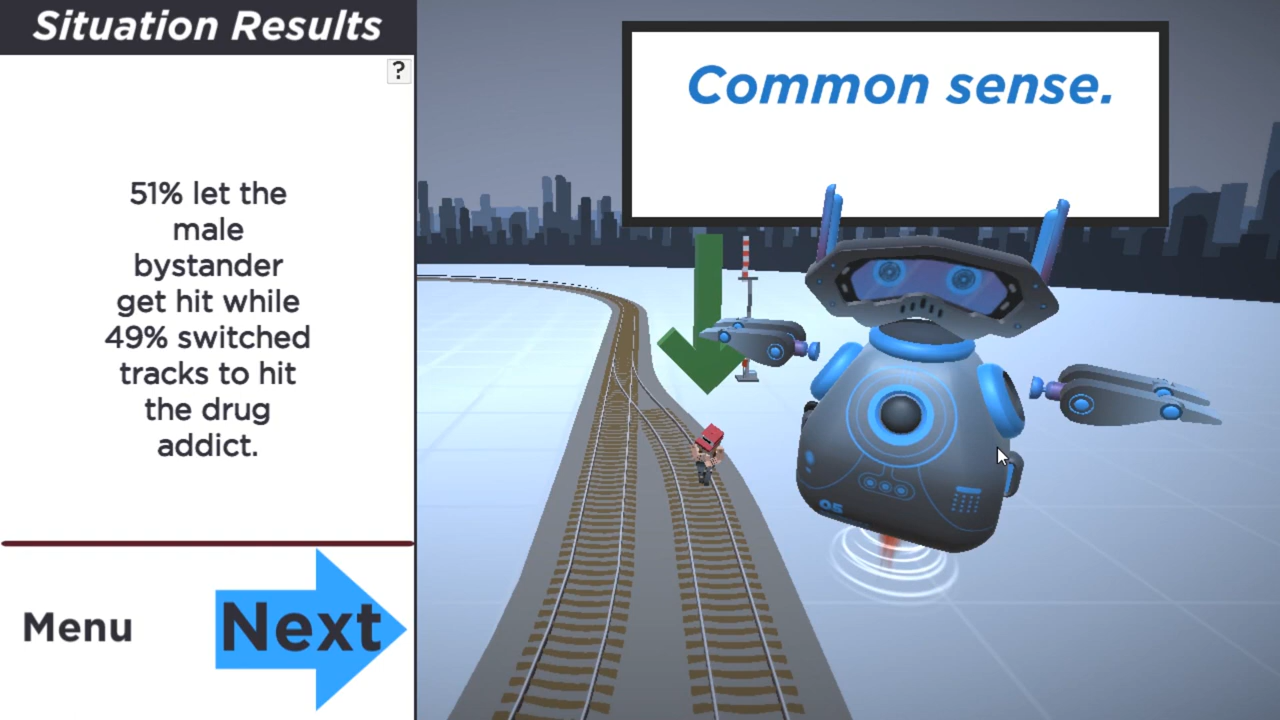 Situation Results
?
51% let the
male
bystander
get hit while
49% switched
tracks to hit
the drug
addict.
Menu
Next
Common sense.
05